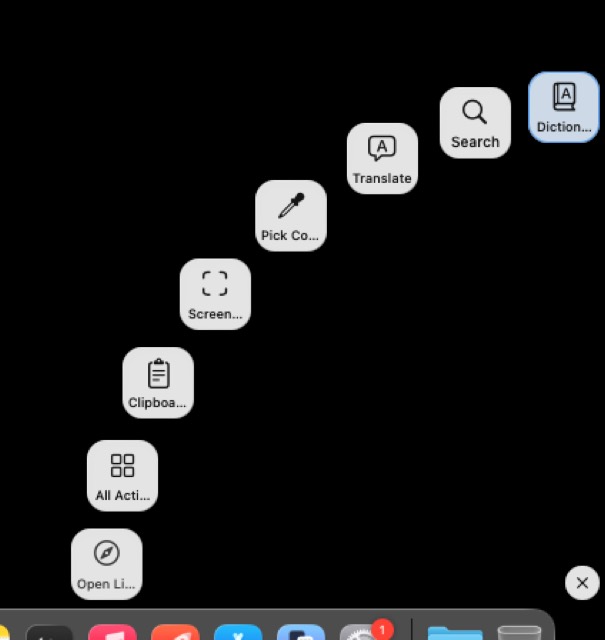 Diction...
Search
Translate
Pick Co...
Screen...
Clipboa...
All Acti...
Open Li...
1